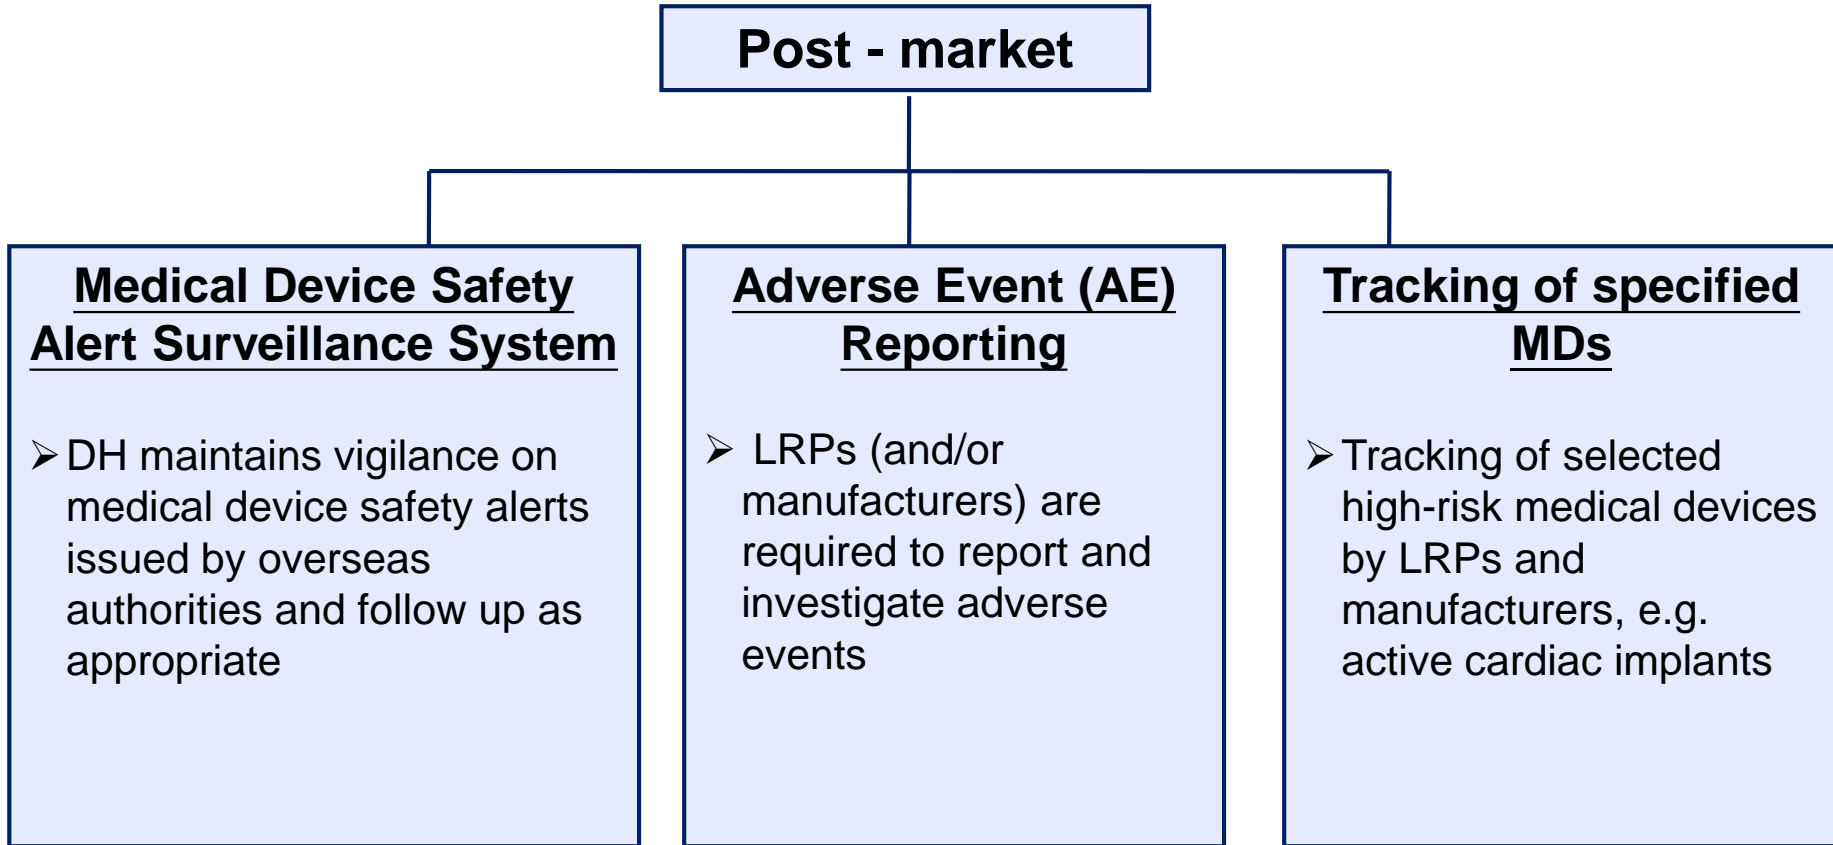 Post - market
Medical Device Safety
Alert Surveillance System
➢ DH maintains vigilance on
medical device safety alerts
issued by overseas
authorities and follow up as
appropriate
Adverse Event (AE)
Reporting
➢ LRPs (and/or
manufacturers) are
required to report and
investigate adverse
events
Tracking of specified
MDs
➢ Tracking of selected
high-risk medical devices
by LRPs and
manufacturers, e.g.
active cardiac implants